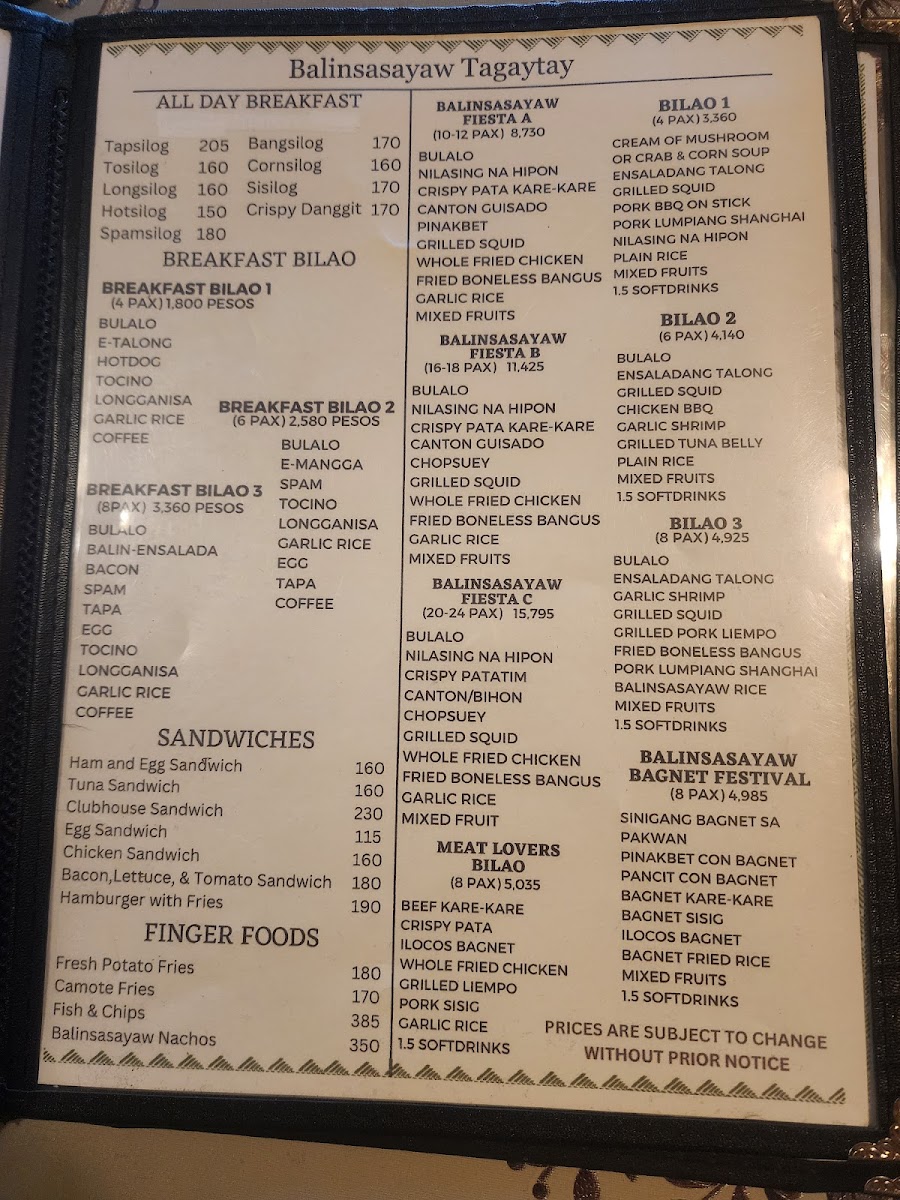 Balinsasayaw Tagaytay
ALL DAY BREAKFAST
Tapsilog 205
Tosilog 160
Longsilog 160
Hotsilog 150
Spamsilog 180
Bangsilog 170
Cornsilog 160
Sisilog 170
Crispy Danggit 170
BREAKFAST BILAO
BREAKFAST BILAO 1
(4 PAX) 1,800 PESOS
BULALO
E-TALONG
HOTDOG
TOCINO
LONGGANISA
GARLIC RICE
COFFEE
BREAKFAST BILAO 2
(6 PAX) 2,580 PESOS
BULALO
E-MANGGA
SPAM
TOCINO
LONGGANISA
GARLIC RICE
EGG
TAPA
COFFEE
BREAKFAST BILAO 3
(8PAX) 3,360 PESOS
BULALO
BALIN-ENSALADA
BACON
SPAM
TAPA
EGG
TOCINO
LONGGANISA
GARLIC RICE
COFFEE
SANDWICHES
Ham and Egg Sandwich 160
Tuna Sandwich 160
Clubhouse Sandwich 230
Egg Sandwich 115
Chicken Sandwich 160
Bacon,Lettuce, & Tomato Sandwich 180
Hamburger with Fries 190
FINGER FOODS
Fresh Potato Fries 180
Camote Fries 170
Fish & Chips 385
Balinsasayaw Nachos 350
BALINSASAYAW
FIESTA A
(10-12 PAX) 8,730
BULALO
NILASING NA HIPON
CRISPY PATA KARE-KARE
CANTON GUISADO
PINAKBET
GRILLED SQUID
WHOLE FRIED CHICKEN
FRIED BONELESS BANGUS
GARLIC RICE
MIXED FRUITS
BALINSASAYAW
FIESTA B
(16-18 PAX) 11,425
BULALO
NILASING NA HIPON
CRISPY PATA KARE-KARE
CANTON GUISADO
CHOPSUEY
GRILLED SQUID
WHOLE FRIED CHICKEN
FRIED BONELESS BANGUS
GARLIC RICE
MIXED FRUITS
BALINSASAYAW
FIESTA C
(20-24 PAX) 15,795
BULALO
NILASING NA HIPON
CRISPY PATATIM
CANTON/BIHON
CHOPSUEY
GRILLED SQUID
WHOLE FRIED CHICKEN
FRIED BONELESS BANGUS
GARLIC RICE
MIXED FRUIT
MEAT LOVERS
BILAO
(8 PAX) 5,035
BEEF KARE-KARE
CRISPY PATA
ILOCOS BAGNET
WHOLE FRIED CHICKEN
GRILLED LIEMPO
PORK SISIG
GARLIC RICE
1.5 SOFTDRINKS
BILAO 1
(4 PAX) 3,360
CREAM OF MUSHROOM
OR CRAB & CORN SOUP
ENSALADANG TALONG
GRILLED SQUID
PORK BBQ ON STICK
PORK LUMPIANG SHANGHAI
NILASING NA HIPON
PLAIN RICE
MIXED FRUITS
1.5 SOFTDRINKS
BILAO 2
(6 PAX) 4,140
BULALO
ENSALADANG TALONG
GRILLED SQUID
CHICKEN BBQ
GARLIC SHRIMP
GRILLED TUNA BELLY
PLAIN RICE
MIXED FRUITS
1.5 SOFTDRINKS
BILAO 3
(8 PAX) 4,925
BULALO
ENSALADANG TALONG
GARLIC SHRIMP
GRILLED SQUID
GRILLED PORK LIEMPO
FRIED BONELESS BANGUS
PORK LUMPIANG SHANGHAI
BALINSASAYAW RICE
MIXED FRUITS
1.5 SOFTDRINKS
BALINSASAYAW
BAGNET FESTIVAL
(8 PAX) 4,985
SINIGANG BAGNET SA
PAKWAN
PINAKBET CON BAGNET
PANCIT CON BAGNET
BAGNET KARE-KARE
BAGNET SISIG
ILOCOS BAGNET
BAGNET FRIED RICE
MIXED FRUITS
1.5 SOFTDRINKS
PRICES ARE SUBJECT TO CHANGE
WITHOUT PRIOR NOTICE